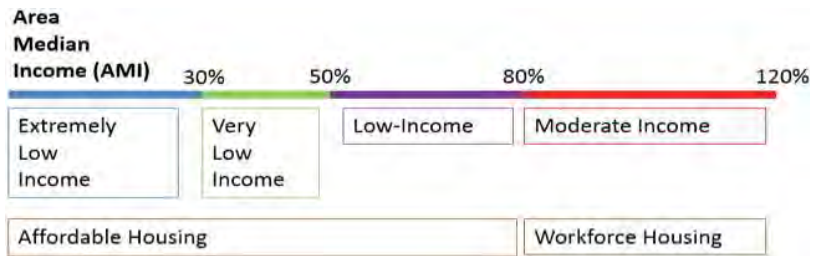 Area
Median
Income (AMI)
30%
50%
80%
120%
Extremely
Low
Income
Very
Low
Income
Low-Income
Moderate Income
Affordable Housing
Workforce Housing